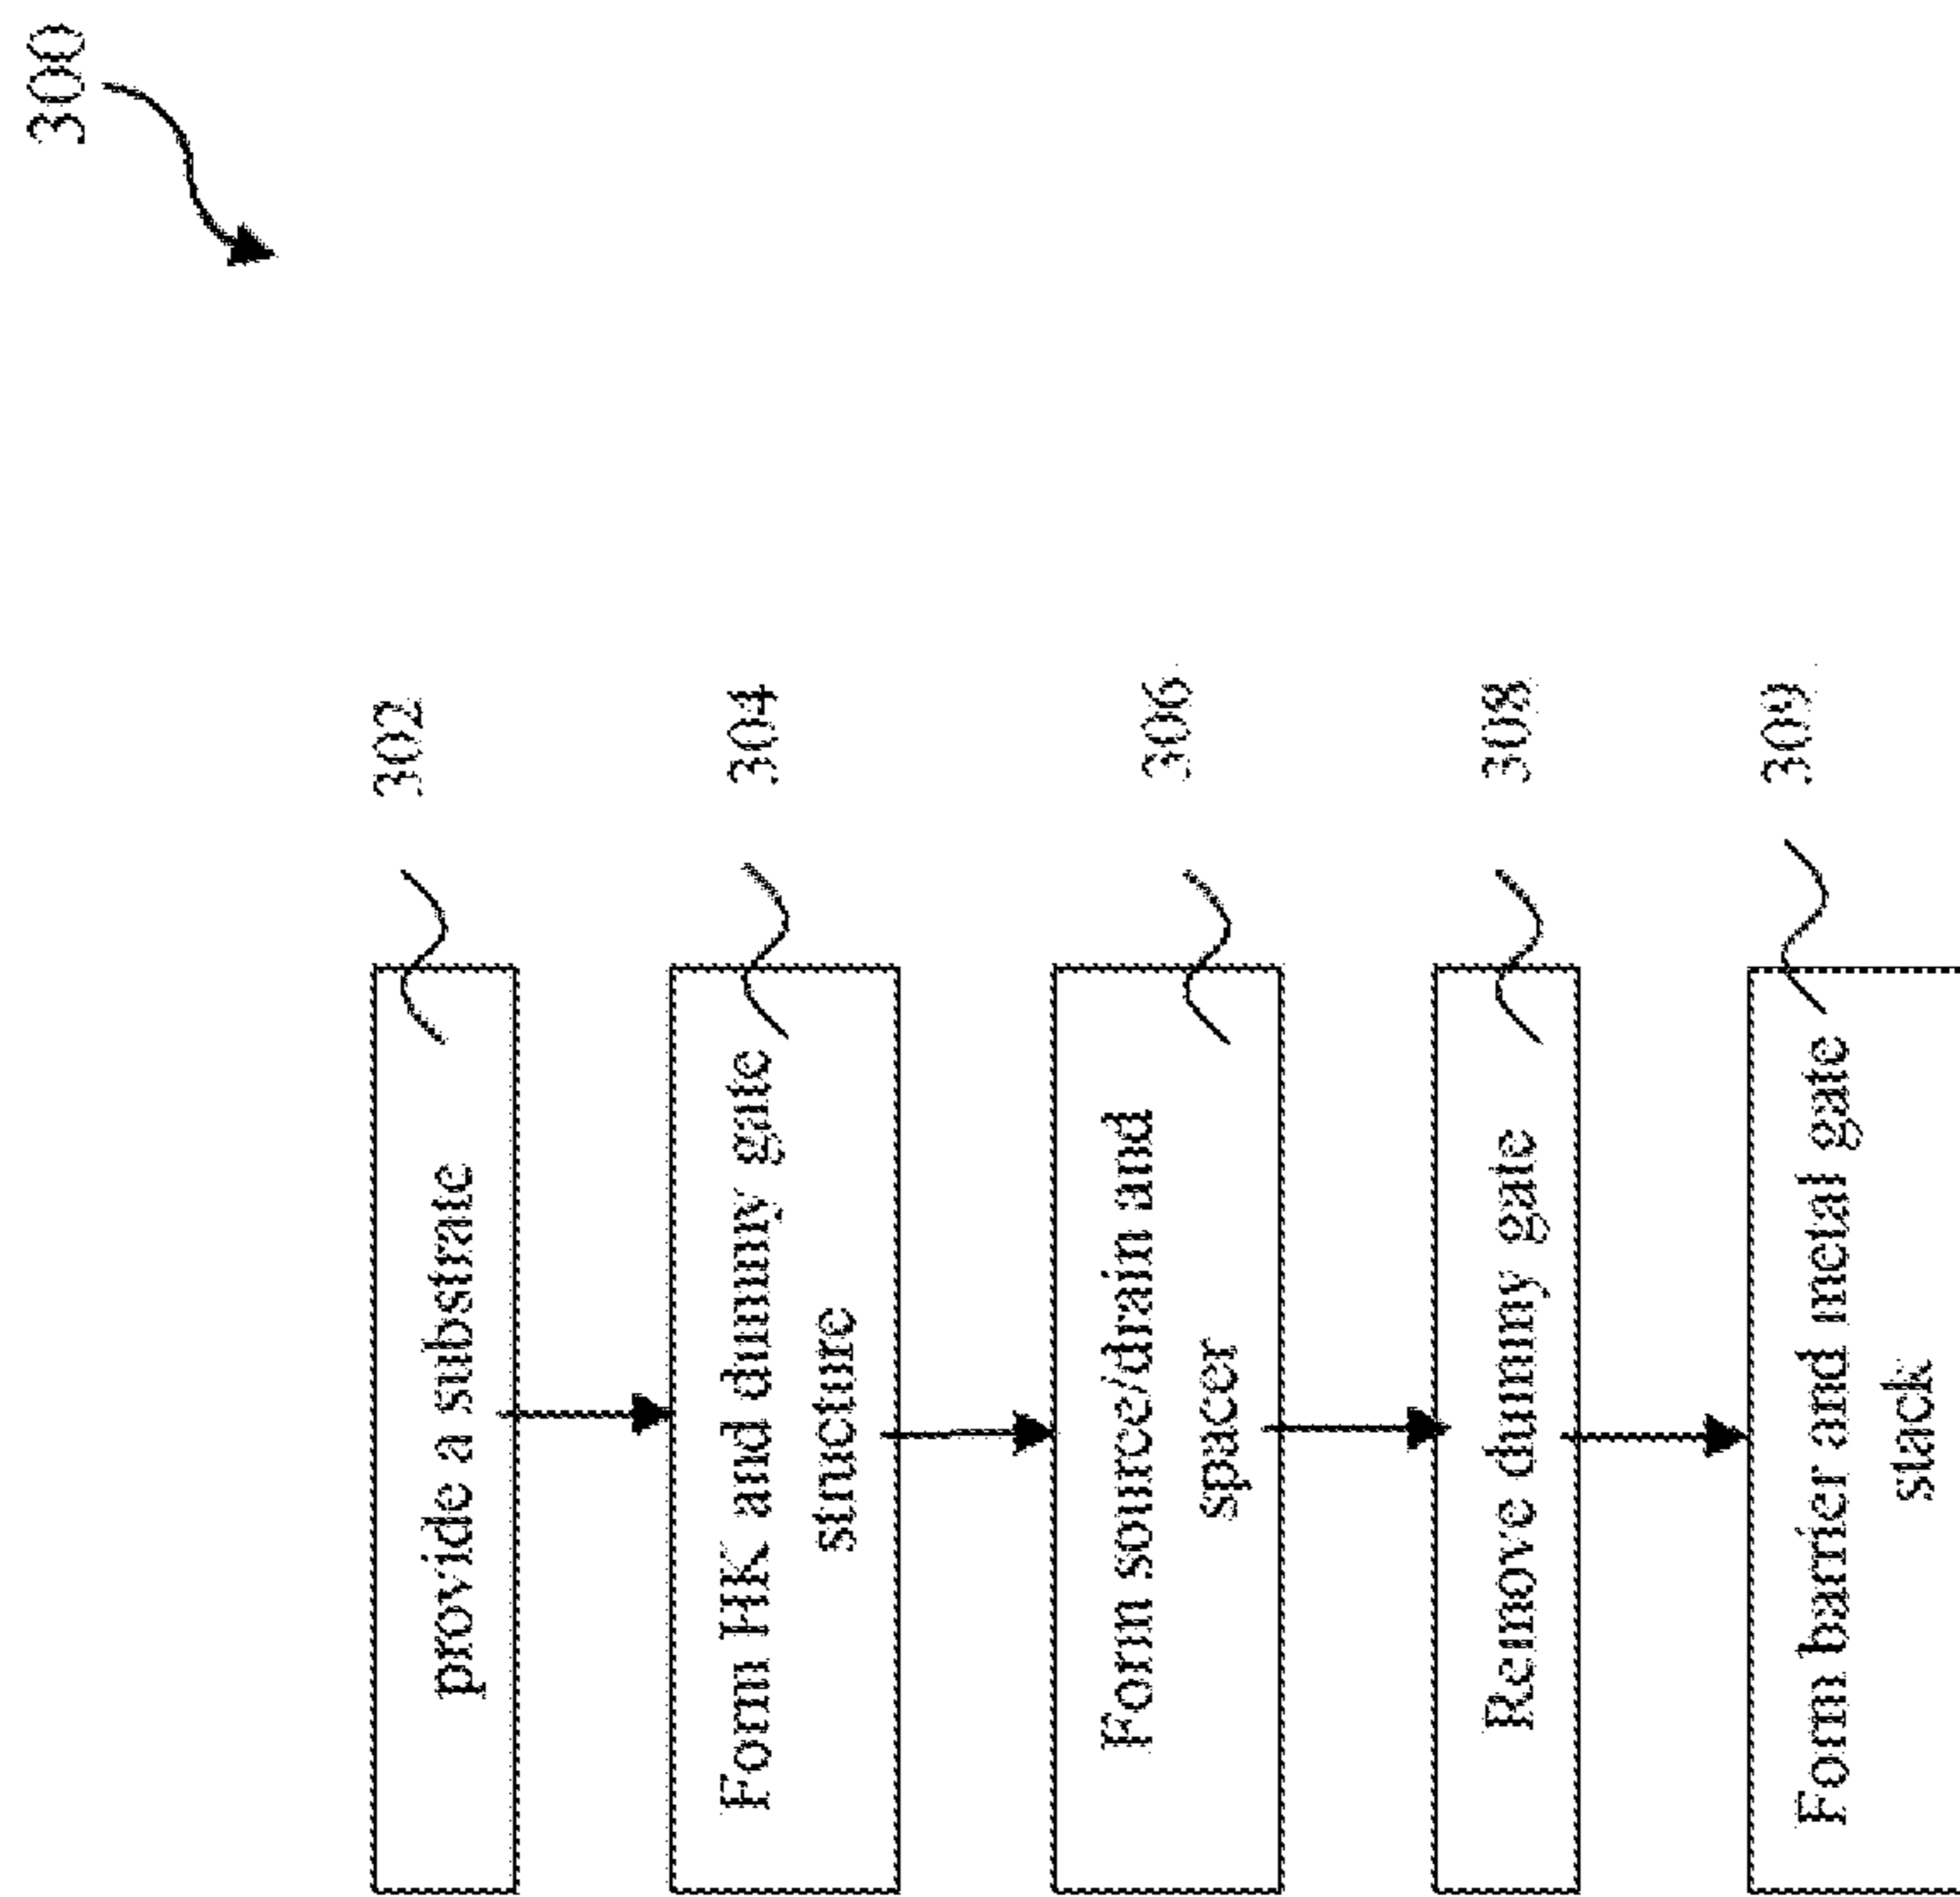 300
302
provide a substrate
304
Form HK and dummy gate
structure
306
Form source/drain and
spacer
308
Remove dummy gate
309
Form barrier and metal gate
stack